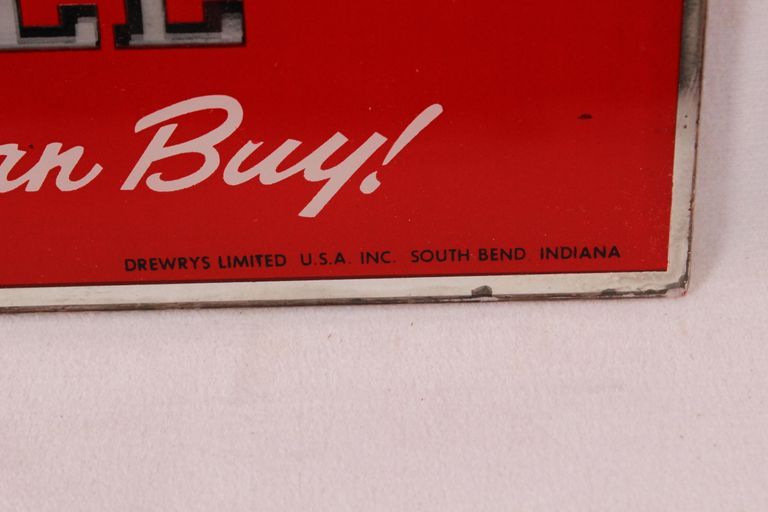 an Buy!
DREWRYS LIMITED U.S.A. INC. SOUTH BEND INDIANA